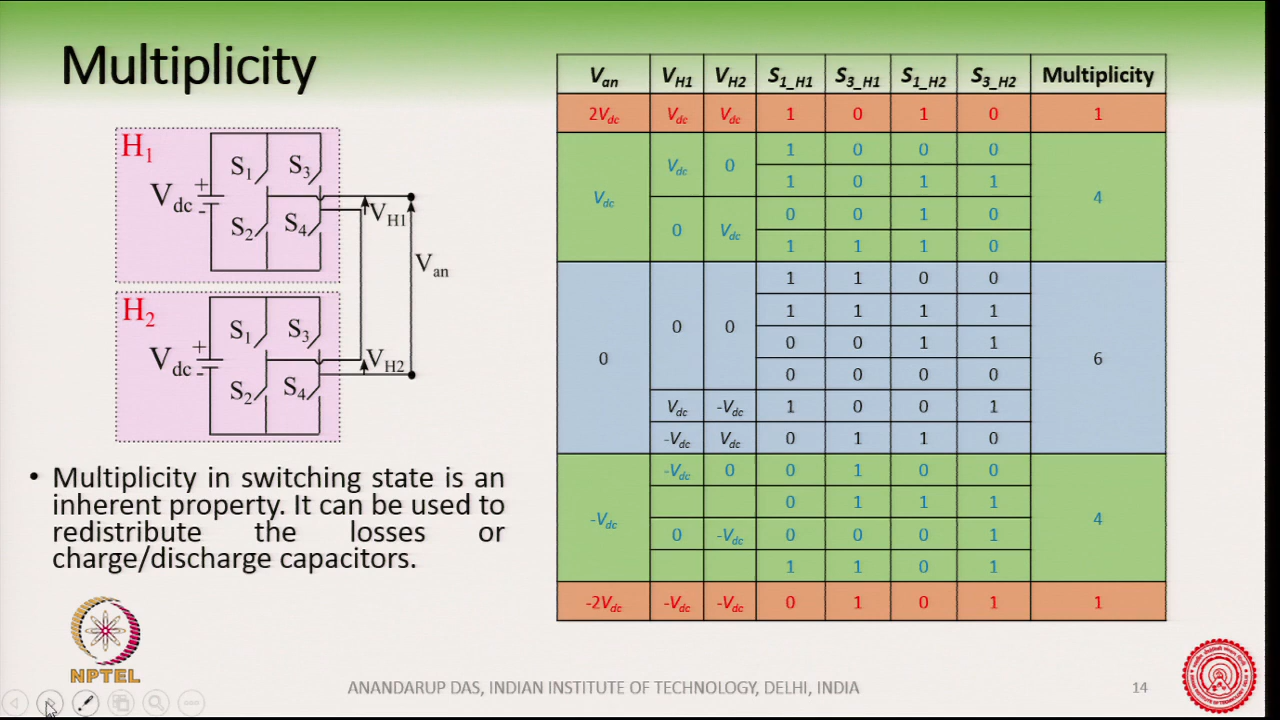 Multiplicity
H1
Vdc
+
-
S1
S3
S2
S4
VH1
Van
H2
Vdc
+
-
S1
S3
S2
S4
VH2
• Multiplicity in switching state is an
inherent property. It can be used to
redistribute the losses or
charge/discharge capacitors.
Van VH1 VH2 S1_H1 S3_H1 S1_H2 S3_H2 Multiplicity
2Vdc Vdc Vdc 1 0 1 0 1
Vdc Vdc 0 1 0 0 0 4
1 0 1 1
0 Vdc 0 0 1 0
1 1 1 0
0 0 0 1 1 0 0 6
1 1 1 1
0 0 1 1
0 0 0 0
Vdc -Vdc 1 0 0 1
-Vdc Vdc 0 1 1 0
-Vdc -Vdc 0 0 1 0 0 4
0 1 1 1
0 -Vdc 0 0 0 1
1 1 0 1
-2Vdc -Vdc -Vdc 0 1 0 1 1
NPTEL
ANANDARUP DAS, INDIAN INSTITUTE OF TECHNOLOGY, DELHI, INDIA
14